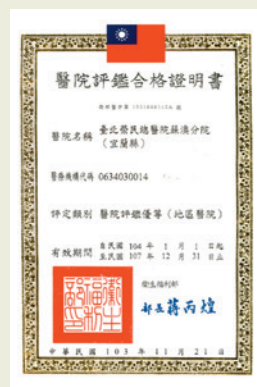 醫院評鑑合格證明書
醫院名稱 臺北榮民總醫院蘇澳分院
（宜蘭縣）
醫療機構代碼 0634030014
評定類別 醫院評鑑優等（地區醫院）
有效期間 自民國 104 年 1 月 1 日起
至民國 107 年 12 月 31 日止
衛生福利部
部長 蔣丙煌
中華民國 103 年 11 月 21 日